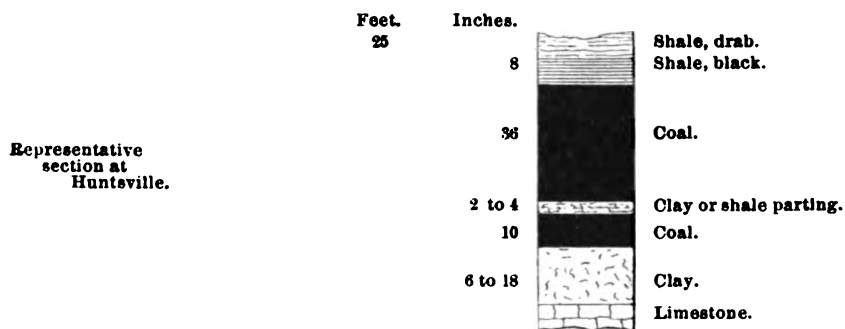 Feet. Inches.
25 Shale, drab.
8 Shale, black.
36 Coal.
Representative
section at
Huntsville.
2 to 4 Clay or shale parting.
10 Coal.
6 to 18 Clay.
Limestone.